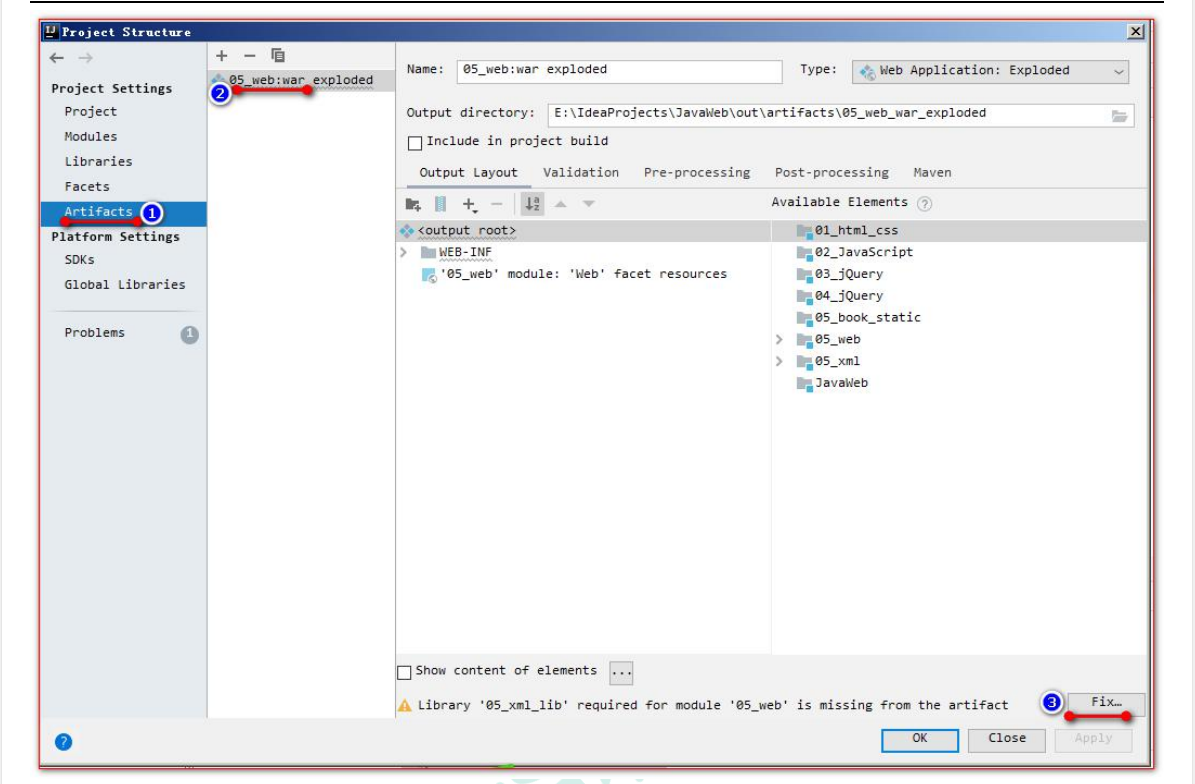 Project Structure
Project Settings
Project
Modules
Libraries
Facets
Artifacts 1
Platform Settings
SDKs
Global Libraries
Problems 1
05_web:war exploded
2
Name: 05_web:war exploded Type: Web Application: Exploded
Output directory: E:\IdeaProjects\JavaWeb\out\artifacts\05_web_war_exploded
Include in project build
Output Layout Validation Pre-processing Post-processing Maven
Available Elements ?
<output root>
WEB-INF
'05_web' module: 'Web' facet resources
01_html_css
02_JavaScript
03_jQuery
04_jQuery
05_book_static
05_web
05_xml
JavaWeb
Show content of elements ...
Library '05_xml_lib' required for module '05_web' is missing from the artifact 3 Fix…
? OK Close Apply